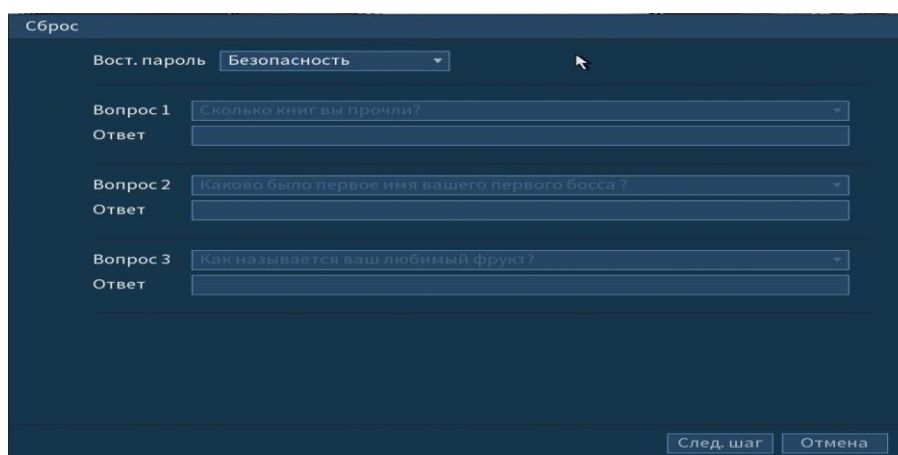 Сброс
Вост. пароль Безопасность
Вопрос 1 Сколько книг вы прочли?
Ответ
Вопрос 2 Каково было первое имя вашего первого босса ?
Ответ
Вопрос 3 Как называется ваш любимый фрукт?
Ответ
След. шаг Отмена